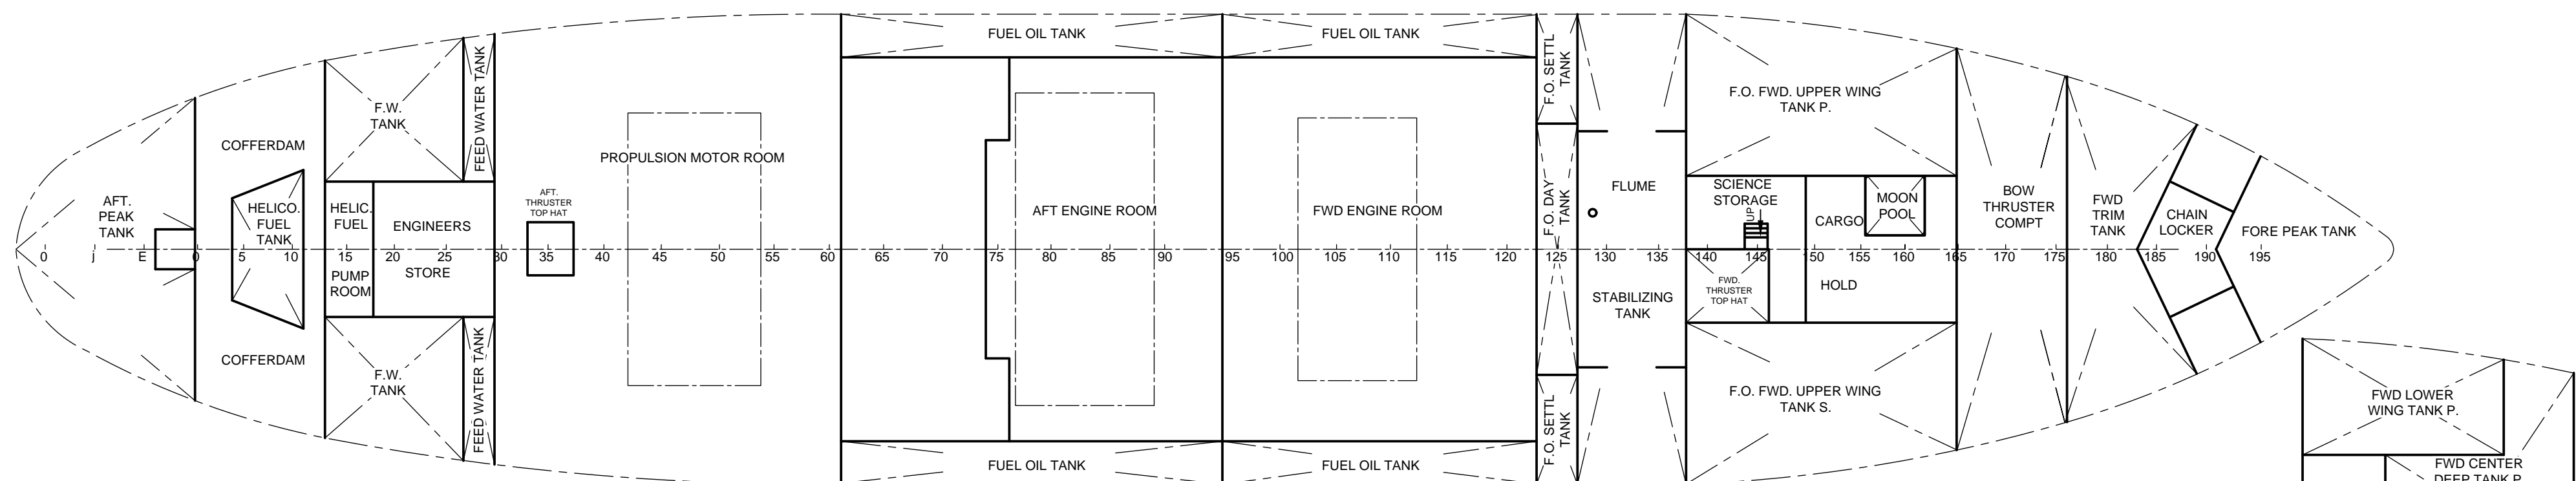 FUEL OIL TANK
FUEL OIL TANK
F.O. SETTL
TANK
F.W.
TANK
FEED WATER TANK
F.O. FWD. UPPER WING
TANK P.
COFFERDAM
PROPULSION MOTOR ROOM
AFT.
PEAK
TANK
HELICO.
FUEL
TANK
HELIC.
FUEL
ENGINEERS
AFT.
THRUSTER
TOP HAT
AFT ENGINE ROOM
FWD ENGINE ROOM
F.O. DAY
TANK
FLUME
SCIENCE
STORAGE
UP
CARGO
MOON
POOL
BOW
THRUSTER
COMPT
FWD
TRIM
TANK
CHAIN
LOCKER
FORE PEAK TANK
0 j E 0 5 10 15 20 25 30 35 40 45 50 55 60 65 70 75 80 85 90 95 100 105 110 115 120 125 130 135 140 145 150 155 160 165 170 175 180 185 190 195
PUMP
ROOM
STORE
STABILIZING
TANK
FWD.
THRUSTER
TOP HAT
HOLD
COFFERDAM
F.W.
TANK
FEED WATER TANK
F.O. SETTL
TANK
F.O. FWD. UPPER WING
TANK S.
FUEL OIL TANK
FUEL OIL TANK
FWD LOWER
WING TANK P.
FWD CENTER
DEEP TANK P.